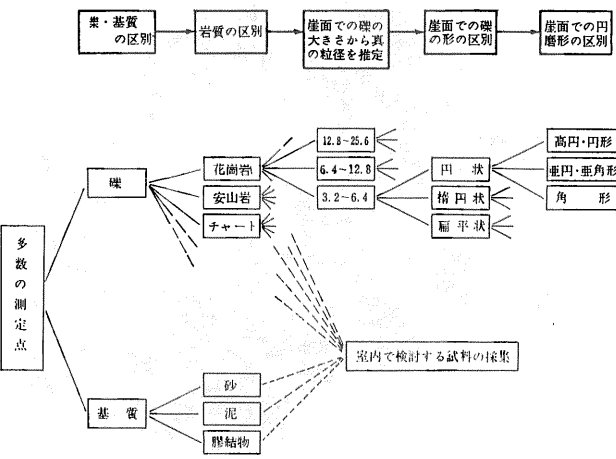 礫・基質
の区別
岩質の区別
崖面での礫の
大きさから真
の粒径を推定
崖面での礫
の形の区別
崖面での円
磨形の区別
多数の測定点
礫
花崗岩
安山岩
チャート
12.8~25.6
6.4~12.8
3.2~6.4
円状
楕円状
扁平状
高円・円形
亜円・亜角形
角形
室内で検討する試料の採集
基質
砂
泥
膠結物